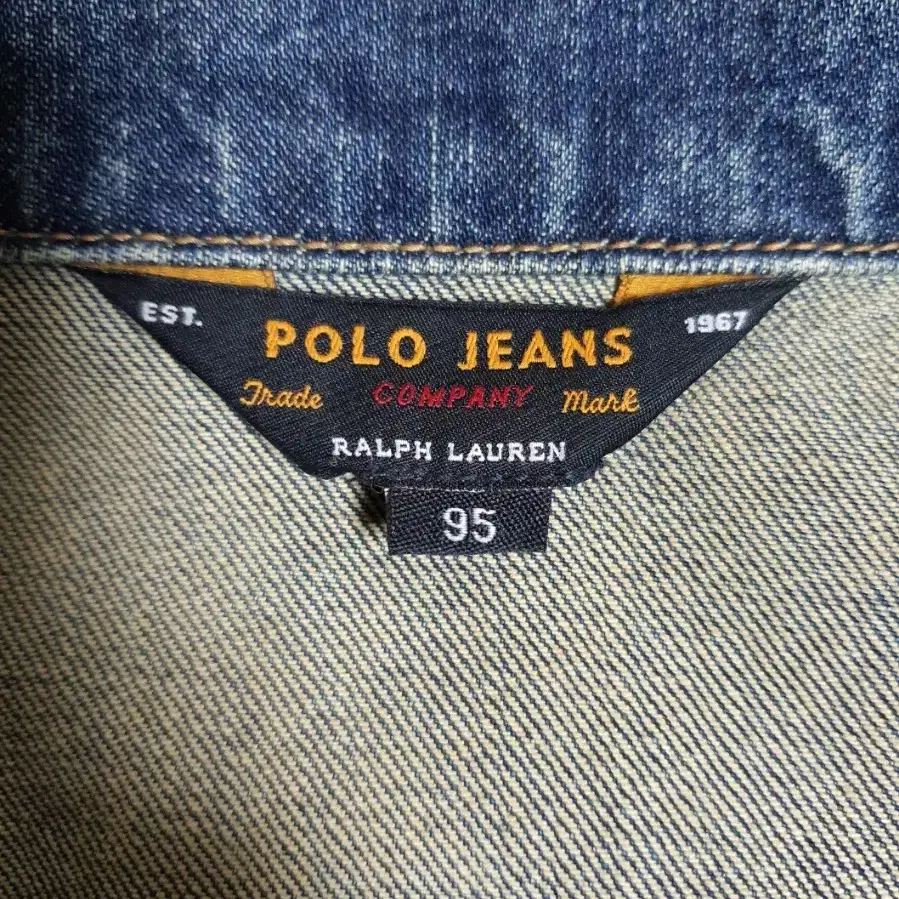 EST. POLO JEANS 1967
Trade COMPANY Mark
RALPH LAUREN
95